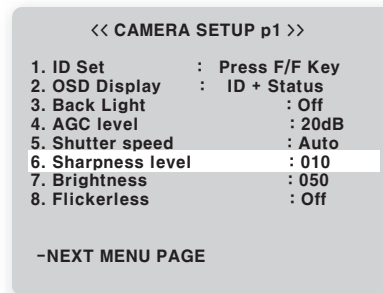 << CAMERA SETUP p1 >>
1. ID Set : Press F/F Key
2. OSD Display : ID + Status
3. Back Light : Off
4. AGC level : 20dB
5. Shutter speed : Auto
6. Sharpness level : 010
7. Brightness : 050
8. Flickerless : Off
-NEXT MENU PAGE